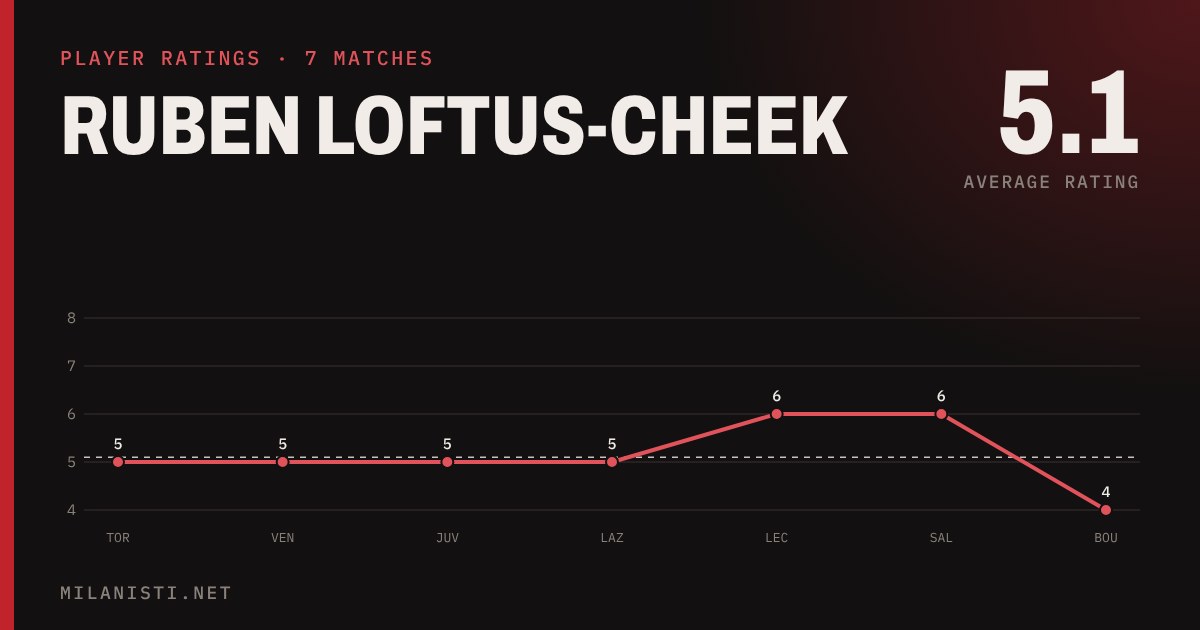 PLAYER RATINGS · 7 MATCHES
RUBEN LOFTUS-CHEEK
5.1
AVERAGE RATING
8
7
6
5
4
5
5
5
5
6
6
4
TOR
VEN
JUV
LAZ
LEC
SAL
BOU
MILANISTI.NET